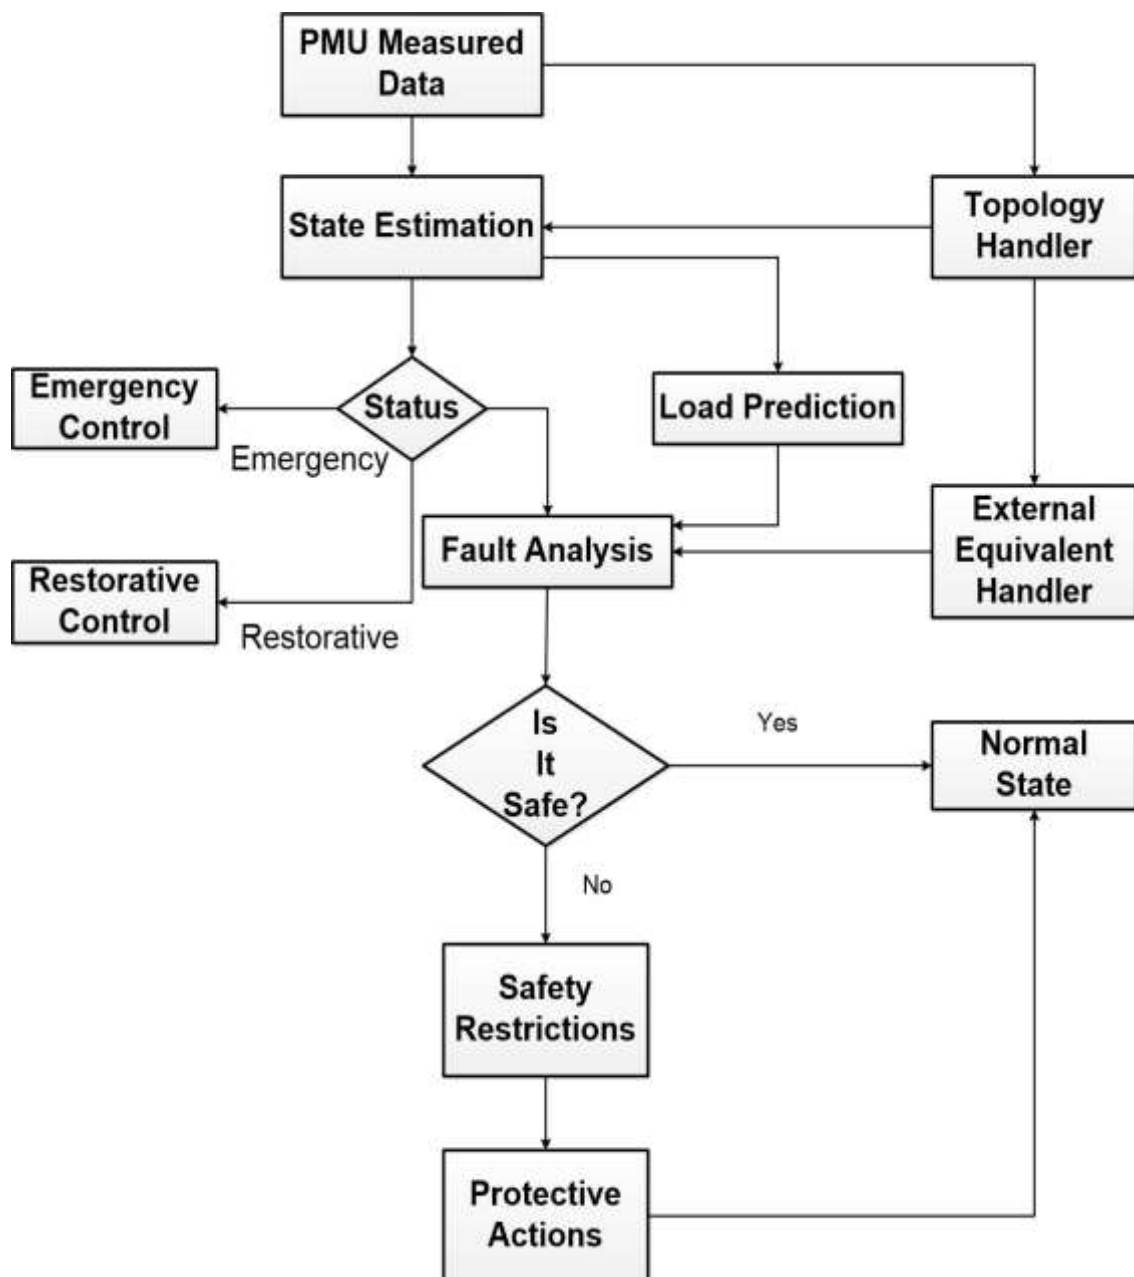 PMU Measured
Data
State Estimation
Topology
Handler
Emergency
Control
Status
Emergency
Load Prediction
Fault Analysis
External
Equivalent
Handler
Restorative
Control
Restorative
Is
It
Safe?
Yes
Normal
State
No
Safety
Restrictions
Protective
Actions